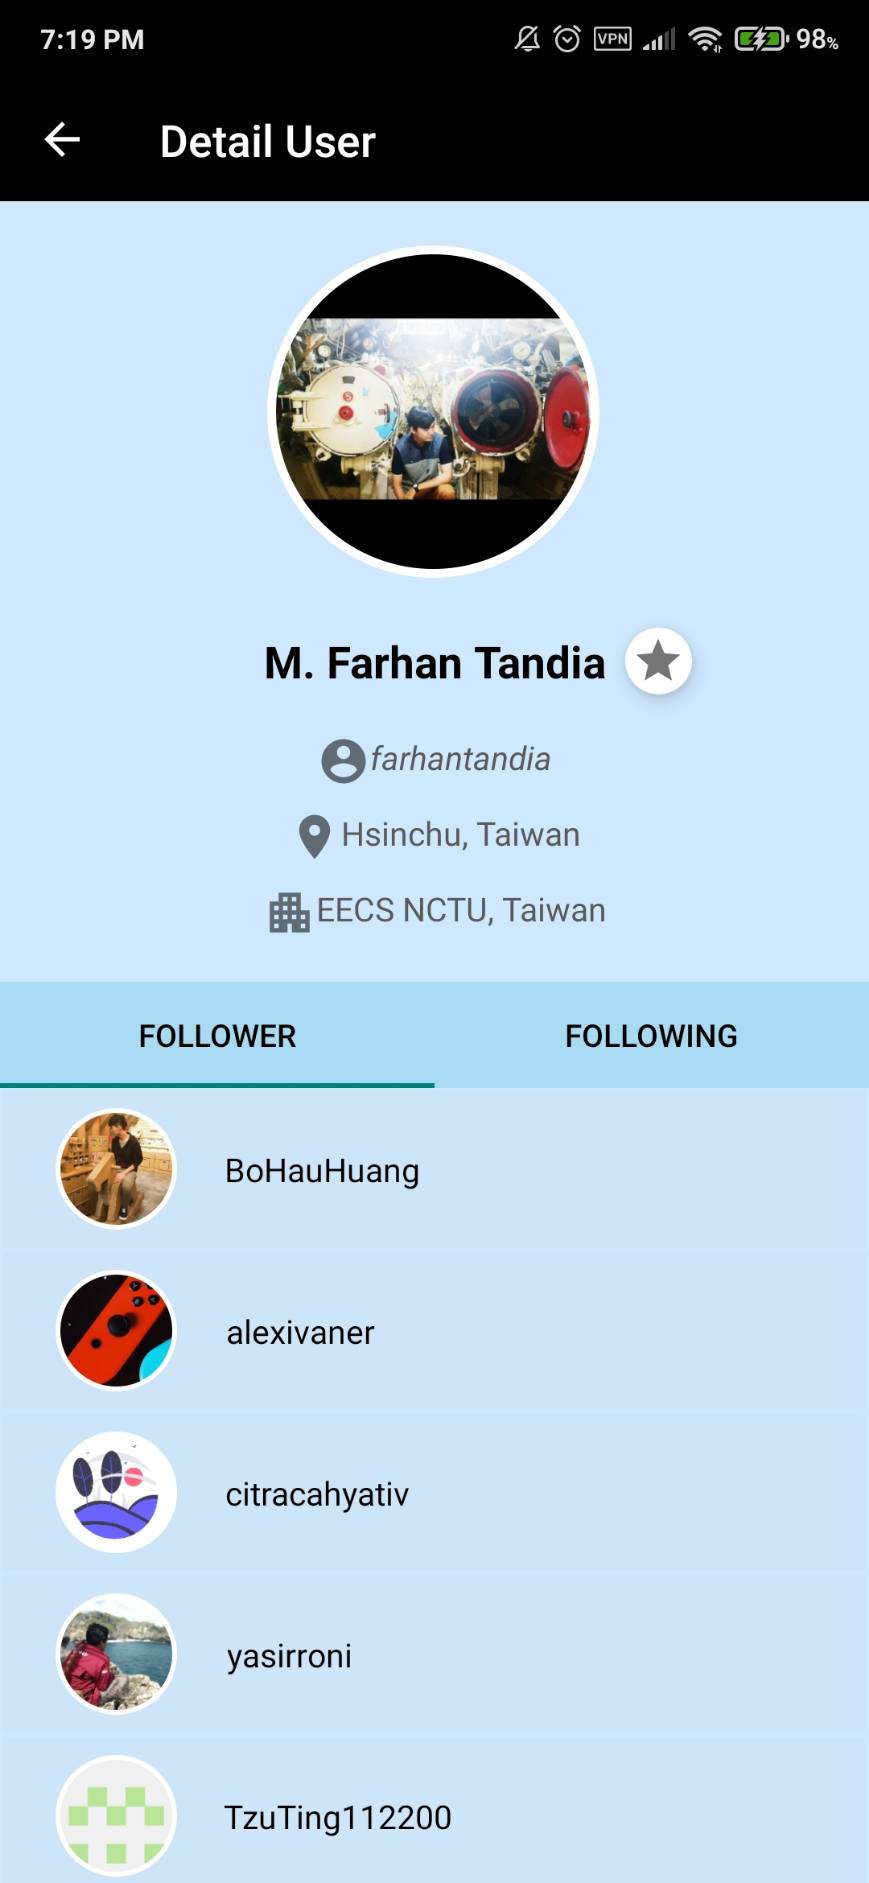 7:19 PM
VPN
98%
Detail User
M. Farhan Tandia
farhantandia
Hsinchu, Taiwan
EECS NCTU, Taiwan
FOLLOWER
FOLLOWING
BoHauHuang
alexivaner
citracahyativ
yasirroni
TzuTing112200